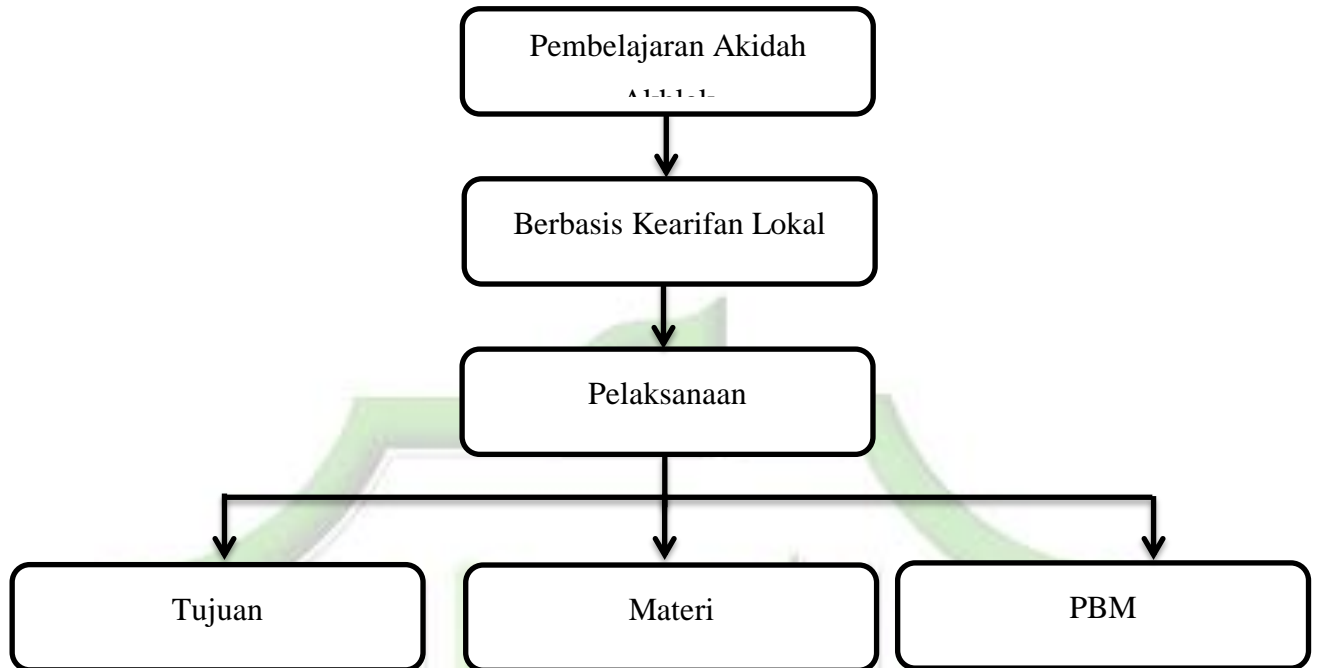 Pembelajaran Akidah
Berbasis Kearifan Lokal
Pelaksanaan
Tujuan
Materi
PBM